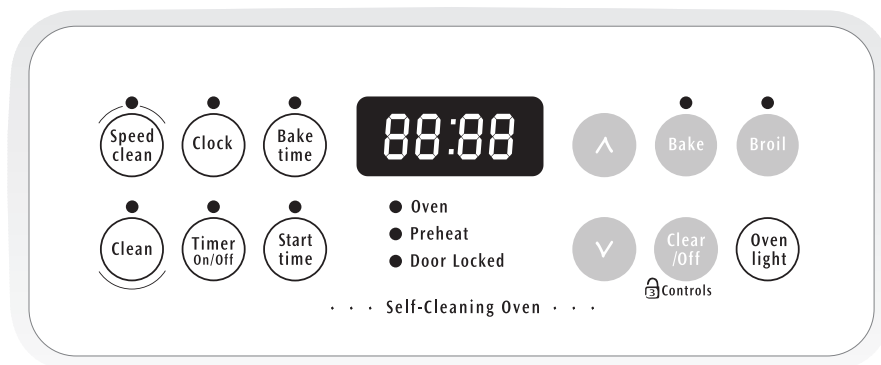 Speed
clean
Clock
Bake
time
88:88
Bake
Broil
Clean
Timer
On/Off
Start
time
Oven
Preheat
Door Locked
Clear
/Off
3 Controls
Oven
light
· · · Self-Cleaning Oven · · ·